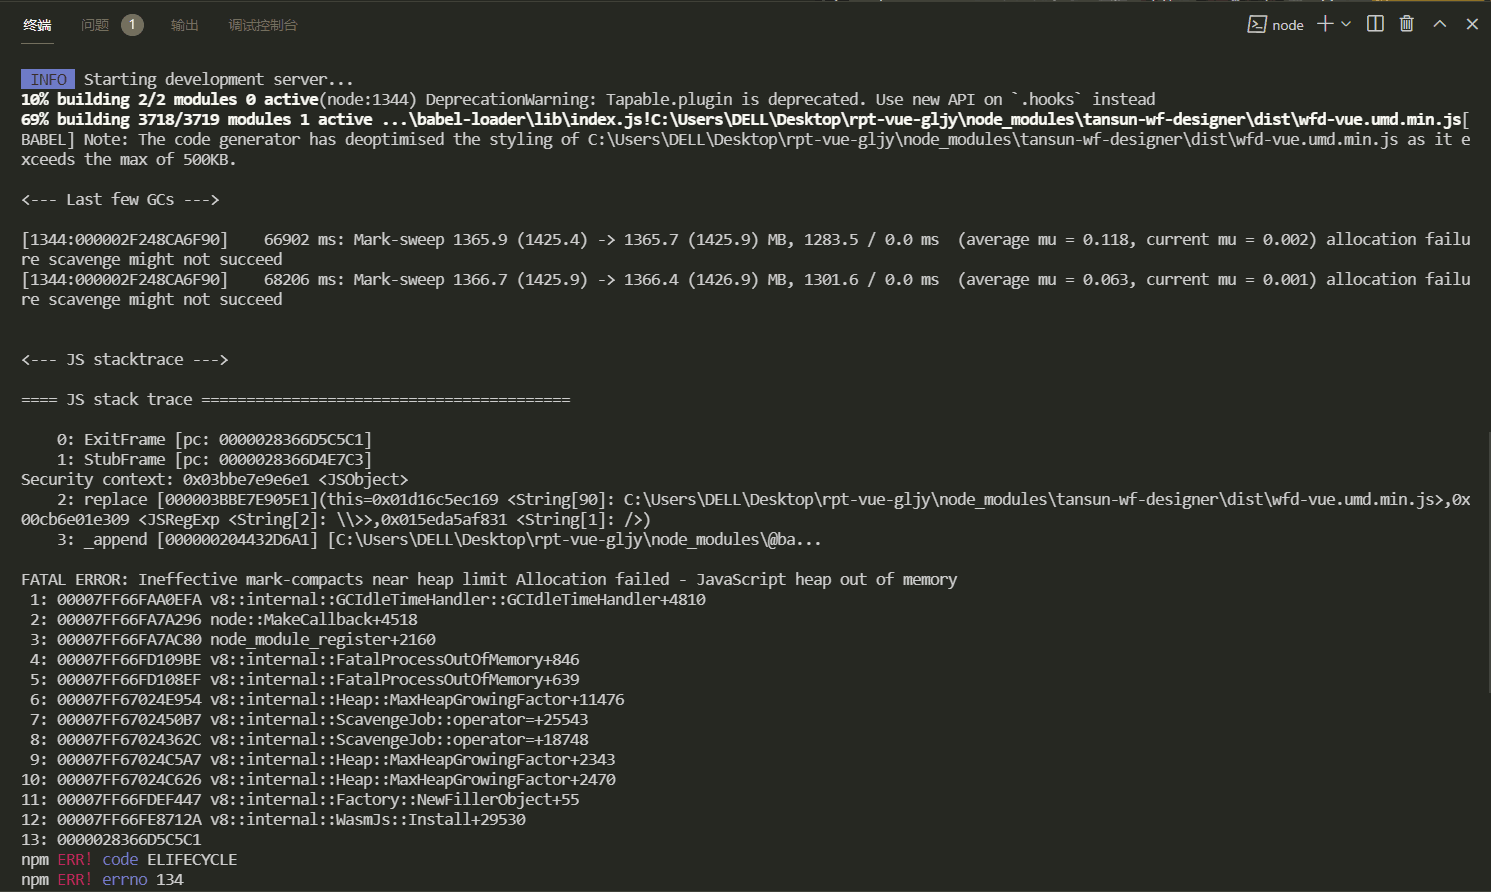 终端 问题 1 输出 调试控制台 node
INFO Starting development server...
10% building 2/2 modules 0 active(node:1344) DeprecationWarning: Tapable.plugin is deprecated. Use new API on `.hooks` instead
69% building 3718/3719 modules 1 active ...\babel-loader\lib\index.js!C:\Users\DELL\Desktop\rpt-vue-gljy\node_modules\tansun-wf-designer\dist\wfd-vue.umd.min.js[
BABEL] Note: The code generator has deoptimised the styling of C:\Users\DELL\Desktop\rpt-vue-gljy\node_modules\tansun-wf-designer\dist\wfd-vue.umd.min.js as it e
xceeds the max of 500KB.
<--- Last few GCs --->
[1344:000002F248CA6F90]    66902 ms: Mark-sweep 1365.9 (1425.4) -> 1365.7 (1425.9) MB, 1283.5 / 0.0 ms  (average mu = 0.118, current mu = 0.002) allocation failu
re scavenge might not succeed
[1344:000002F248CA6F90]    68206 ms: Mark-sweep 1366.7 (1425.9) -> 1366.4 (1426.9) MB, 1301.6 / 0.0 ms  (average mu = 0.063, current mu = 0.001) allocation failu
re scavenge might not succeed
<--- JS stacktrace --->
==== JS stack trace =========================================
0: ExitFrame [pc: 0000028366D5C5C1]
1: StubFrame [pc: 0000028366D4E7C3]
Security context: 0x03bbe7e9e6e1 <JSObject>
2: replace [000003BBE7E905E1](this=0x01d16c5ec169 <String[90]: C:\Users\DELL\Desktop\rpt-vue-gljy\node_modules\tansun-wf-designer\dist\wfd-vue.umd.min.js>,0x
00cb6e01e309 <JSRegExp <String[2]: \\>>,0x015eda5af831 <String[1]: />)
3: _append [000000204432D6A1] [C:\Users\DELL\Desktop\rpt-vue-gljy\node_modules\@ba...
FATAL ERROR: Ineffective mark-compacts near heap limit Allocation failed - JavaScript heap out of memory
1: 00007FF66FAA0EFA v8::internal::GCIdleTimeHandler::GCIdleTimeHandler+4810
2: 00007FF66FA7A296 node::MakeCallback+4518
3: 00007FF66FA7AC80 node_module_register+2160
4: 00007FF66FD109BE v8::internal::FatalProcessOutOfMemory+846
5: 00007FF66FD108EF v8::internal::FatalProcessOutOfMemory+639
6: 00007FF67024E954 v8::internal::Heap::MaxHeapGrowingFactor+11476
7: 00007FF6702450B7 v8::internal::ScavengeJob::operator=+25543
8: 00007FF67024362C v8::internal::ScavengeJob::operator=+18748
9: 00007FF67024C5A7 v8::internal::Heap::MaxHeapGrowingFactor+2343
10: 00007FF67024C626 v8::internal::Heap::MaxHeapGrowingFactor+2470
11: 00007FF66FDEF447 v8::internal::Factory::NewFillerObject+55
12: 00007FF66FE8712A v8::internal::WasmJs::Install+29530
13: 0000028366D5C5C1
npm ERR! code ELIFECYCLE
npm ERR! errno 134